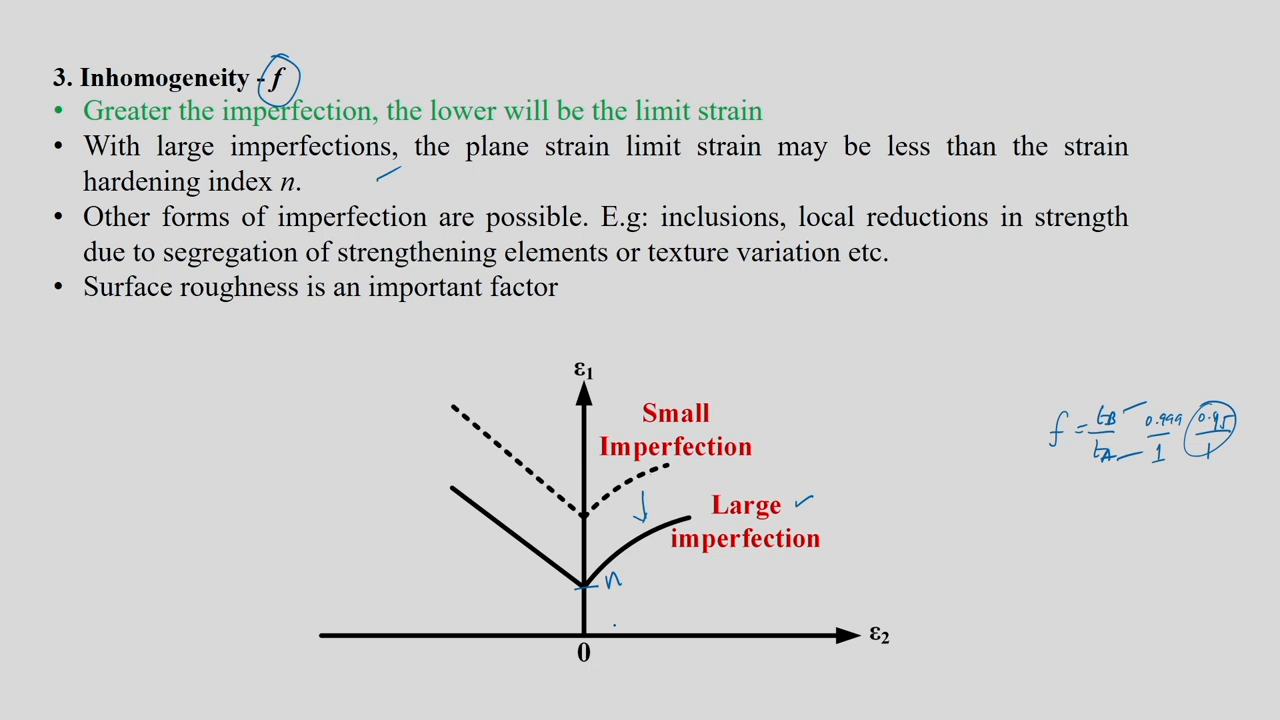 3. Inhomogeneity - f
• Greater the imperfection, the lower will be the limit strain
• With large imperfections, the plane strain limit strain may be less than the strain
hardening index n.
• Other forms of imperfection are possible. E.g: inclusions, local reductions in strength
due to segregation of strengthening elements or texture variation etc.
• Surface roughness is an important factor
ε₁
Small
Imperfection
Large
imperfection
n
ε₂
0
f = tB/tA 0.999/1 0.95/1